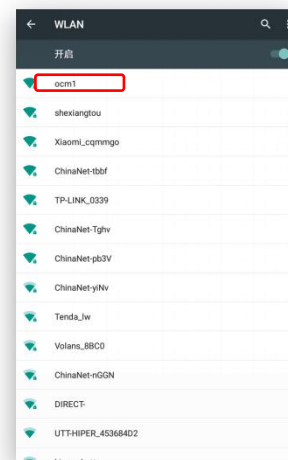 WLAN
开启
ocm1
shexiangtou
Xiaomi_cqmmgo
ChinaNet-tbbf
TP-LINK_0339
ChinaNet-Tghv
ChinaNet-pb3V
ChinaNet-yiNv
Tenda_lw
Volans_8BC0
ChinaNet-nGGN
DIRECT-
UTT-HIPER_453684D2